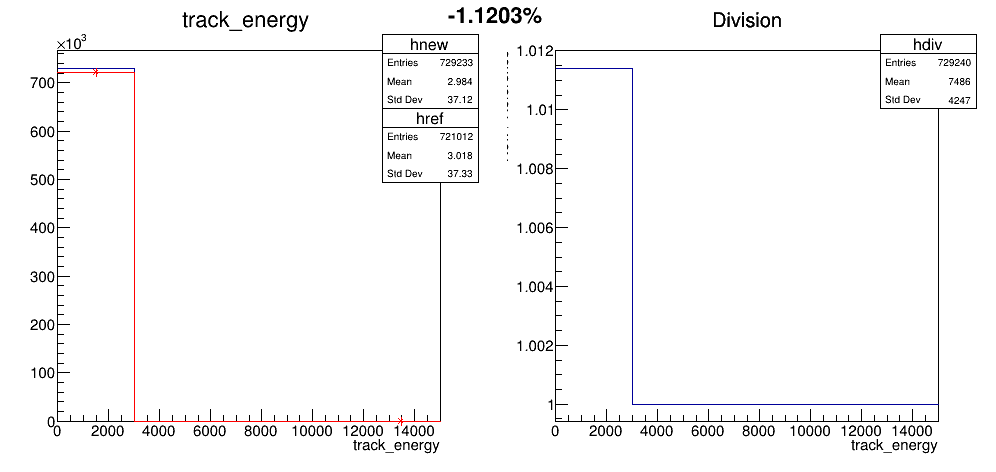 -1.1203%
track_energy
×10³
700
600
500
400
300
200
100
0
0 2000 4000 6000 8000 10000 12000 14000
track_energy
hnew
Entries 729233
Mean 2.984
Std Dev 37.12
href
Entries 721012
Mean 3.018
Std Dev 37.33
Division
1.012
1.01
1.008
1.006
1.004
1.002
1
0 2000 4000 6000 8000 10000 12000 14000
track_energy
hdiv
Entries 729240
Mean 7486
Std Dev 4247